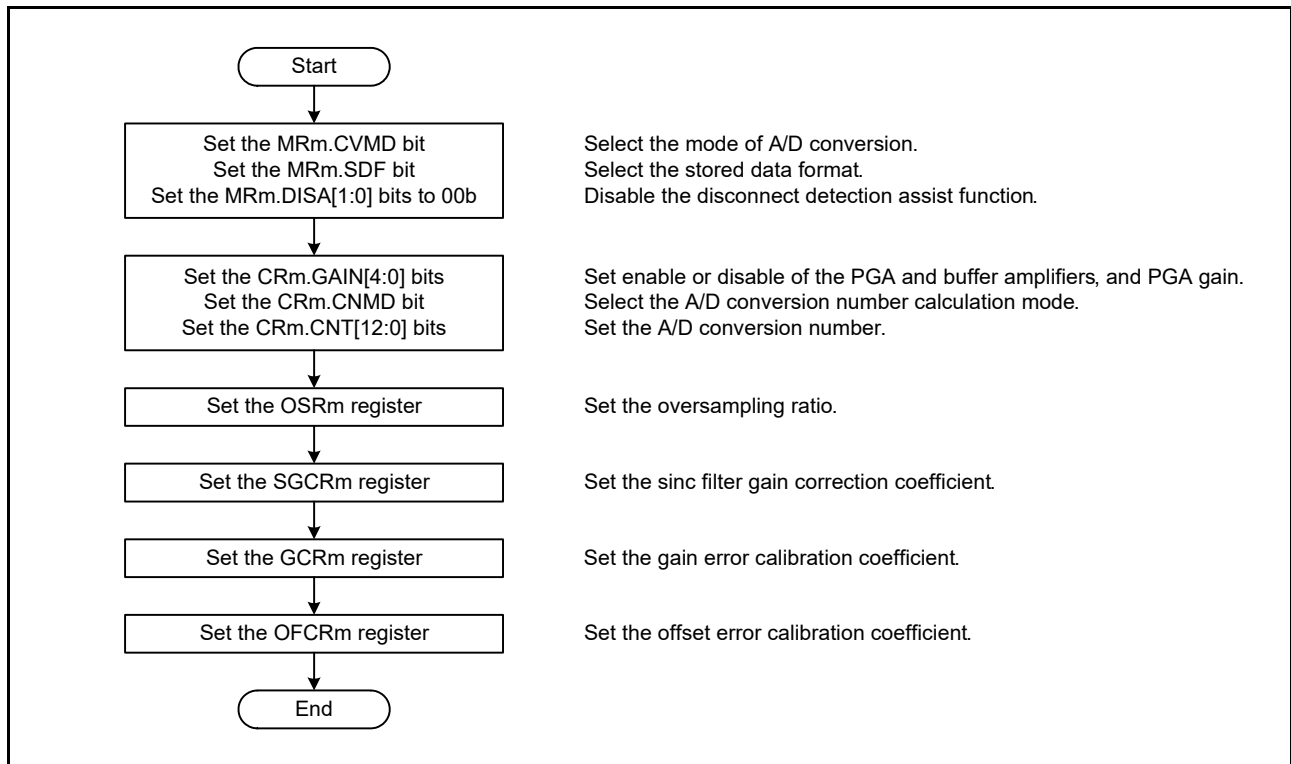 Start
Set the MRm.CVMD bit
Set the MRm.SDF bit
Set the MRm.DISA[1:0] bits to 00b
Select the mode of A/D conversion.
Select the stored data format.
Disable the disconnect detection assist function.
Set the CRm.GAIN[4:0] bits
Set the CRm.CNMD bit
Set the CRm.CNT[12:0] bits
Set enable or disable of the PGA and buffer amplifiers, and PGA gain.
Select the A/D conversion number calculation mode.
Set the A/D conversion number.
Set the OSRm register
Set the oversampling ratio.
Set the SGCRm register
Set the sinc filter gain correction coefficient.
Set the GCRm register
Set the gain error calibration coefficient.
Set the OFCRm register
Set the offset error calibration coefficient.
End